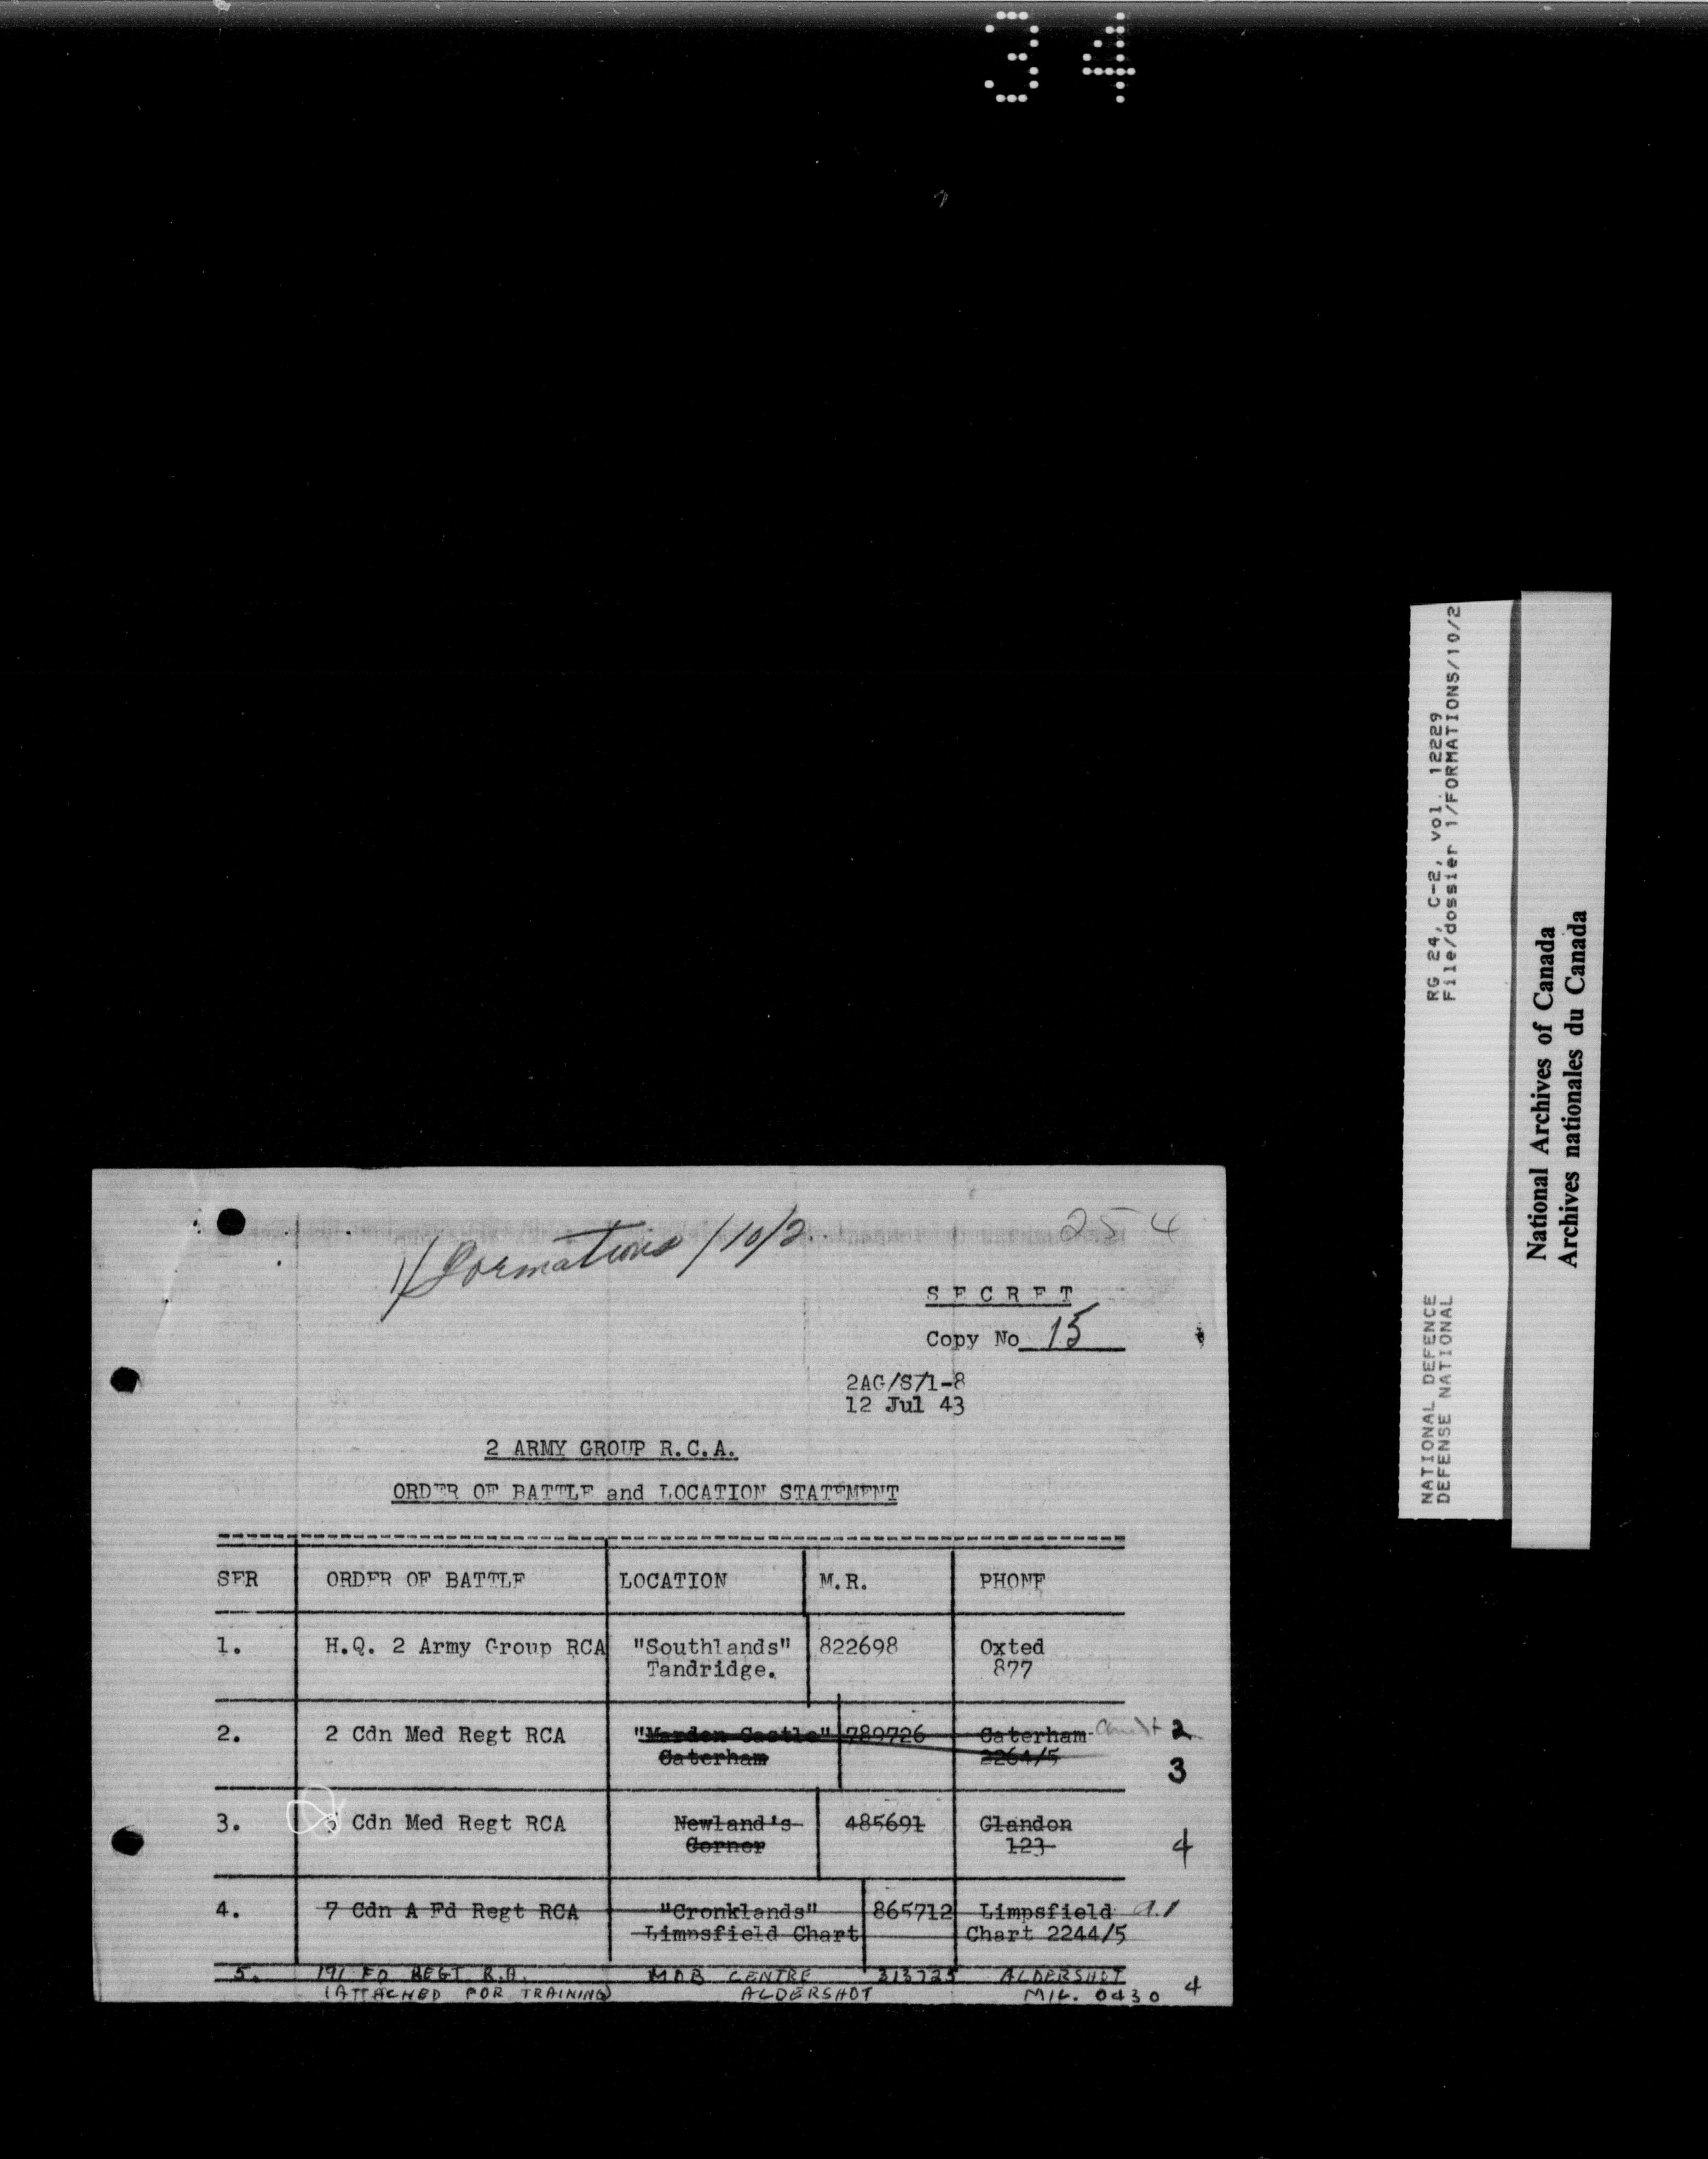 34
1/Formations/10/2.
254
SECRET
Copy No 15
2AG/S/1-8
12 Jul 43
2 ARMY GROUP R.C.A.
ORDER OF BATTLE and LOCATION STATEMENT
SER ORDER OF BATTLE LOCATION M.R. PHONE
1. H.Q. 2 Army Group RCA "Southlands" 822698 Oxted
Tandridge. 877
2. 2 Cdn Med Regt RCA "Marden Castle" 789726 Caterham Amdt 2
Caterham 2264/5
3
3. Cdn Med Regt RCA Newland's 485691 Clandon
Corner 123 4
4. 7 Cdn A Fd Regt RCA "Cronklands" 865712 Limpsfield a.1
Limpsfield Chart Chart 2244/5
5. 191 FD REGT R.A. MOB CENTRE 313725 ALDERSHOT
(ATTACHED FOR TRAINING) ALDERSHOT MIL. 0430 4
RG 24, C-2, vol. 12229
File/dossier 1/FORMATIONS/10/2
NATIONAL DEFENCE
DEFENSE NATIONAL
National Archives of Canada
Archives nationales du Canada